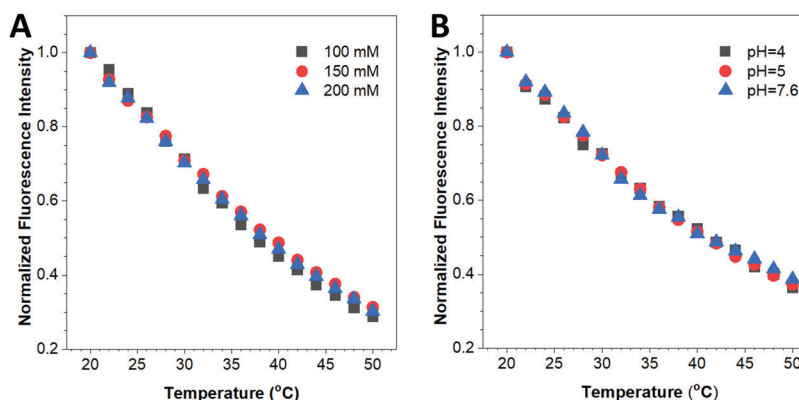 A
Normalized Fluorescence Intensity
1.0
0.8
0.6
0.4
0.2
100 mM
150 mM
200 mM
20 25 30 35 40 45 50
Temperature (°C)
B
Normalized Fluorescence Intensity
1.0
0.8
0.6
0.4
0.2
pH=4
pH=5
pH=7.6
20 25 30 35 40 45 50
Temperature (°C)